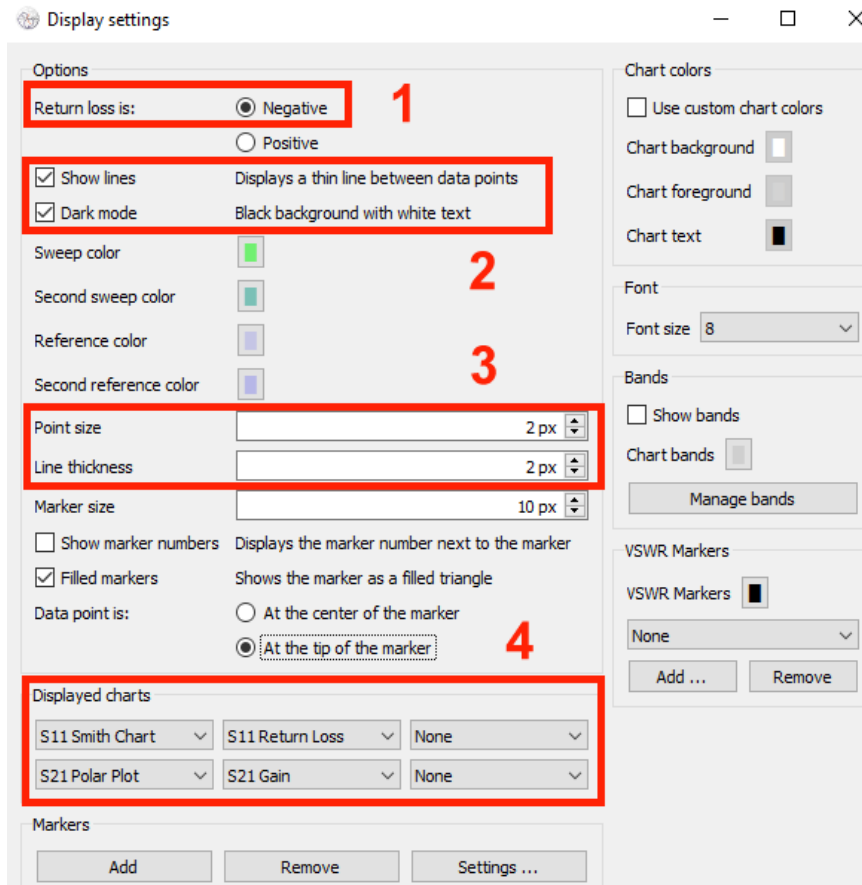 Display settings
Options
Return loss is:
Negative
1
Positive
Show lines
Displays a thin line between data points
Dark mode
Black background with white text
Sweep color
2
Second sweep color
Reference color
3
Second reference color
Point size
2 px
Line thickness
2 px
Marker size
10 px
Show marker numbers
Displays the marker number next to the marker
Filled markers
Shows the marker as a filled triangle
Data point is:
At the center of the marker
At the tip of the marker
4
Displayed charts
S11 Smith Chart
S11 Return Loss
None
S21 Polar Plot
S21 Gain
None
Markers
Add
Remove
Settings ...
Chart colors
Use custom chart colors
Chart background
Chart foreground
Chart text
Font
Font size
8
Bands
Show bands
Chart bands
Manage bands
VSWR Markers
VSWR Markers
None
Add ...
Remove